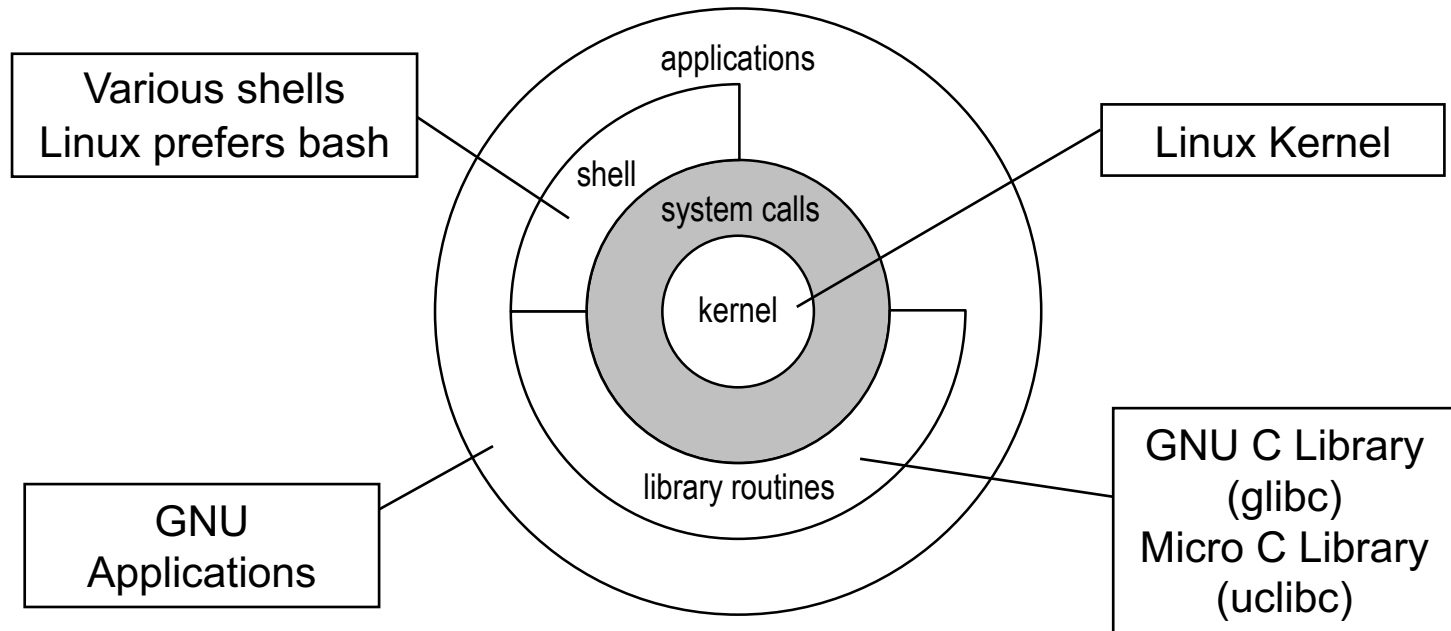 applications
Various shells
Linux prefers bash
Linux Kernel
shell
system calls
kernel
library routines
GNU
Applications
GNU C Library
(glibc)
Micro C Library
(uclibc)